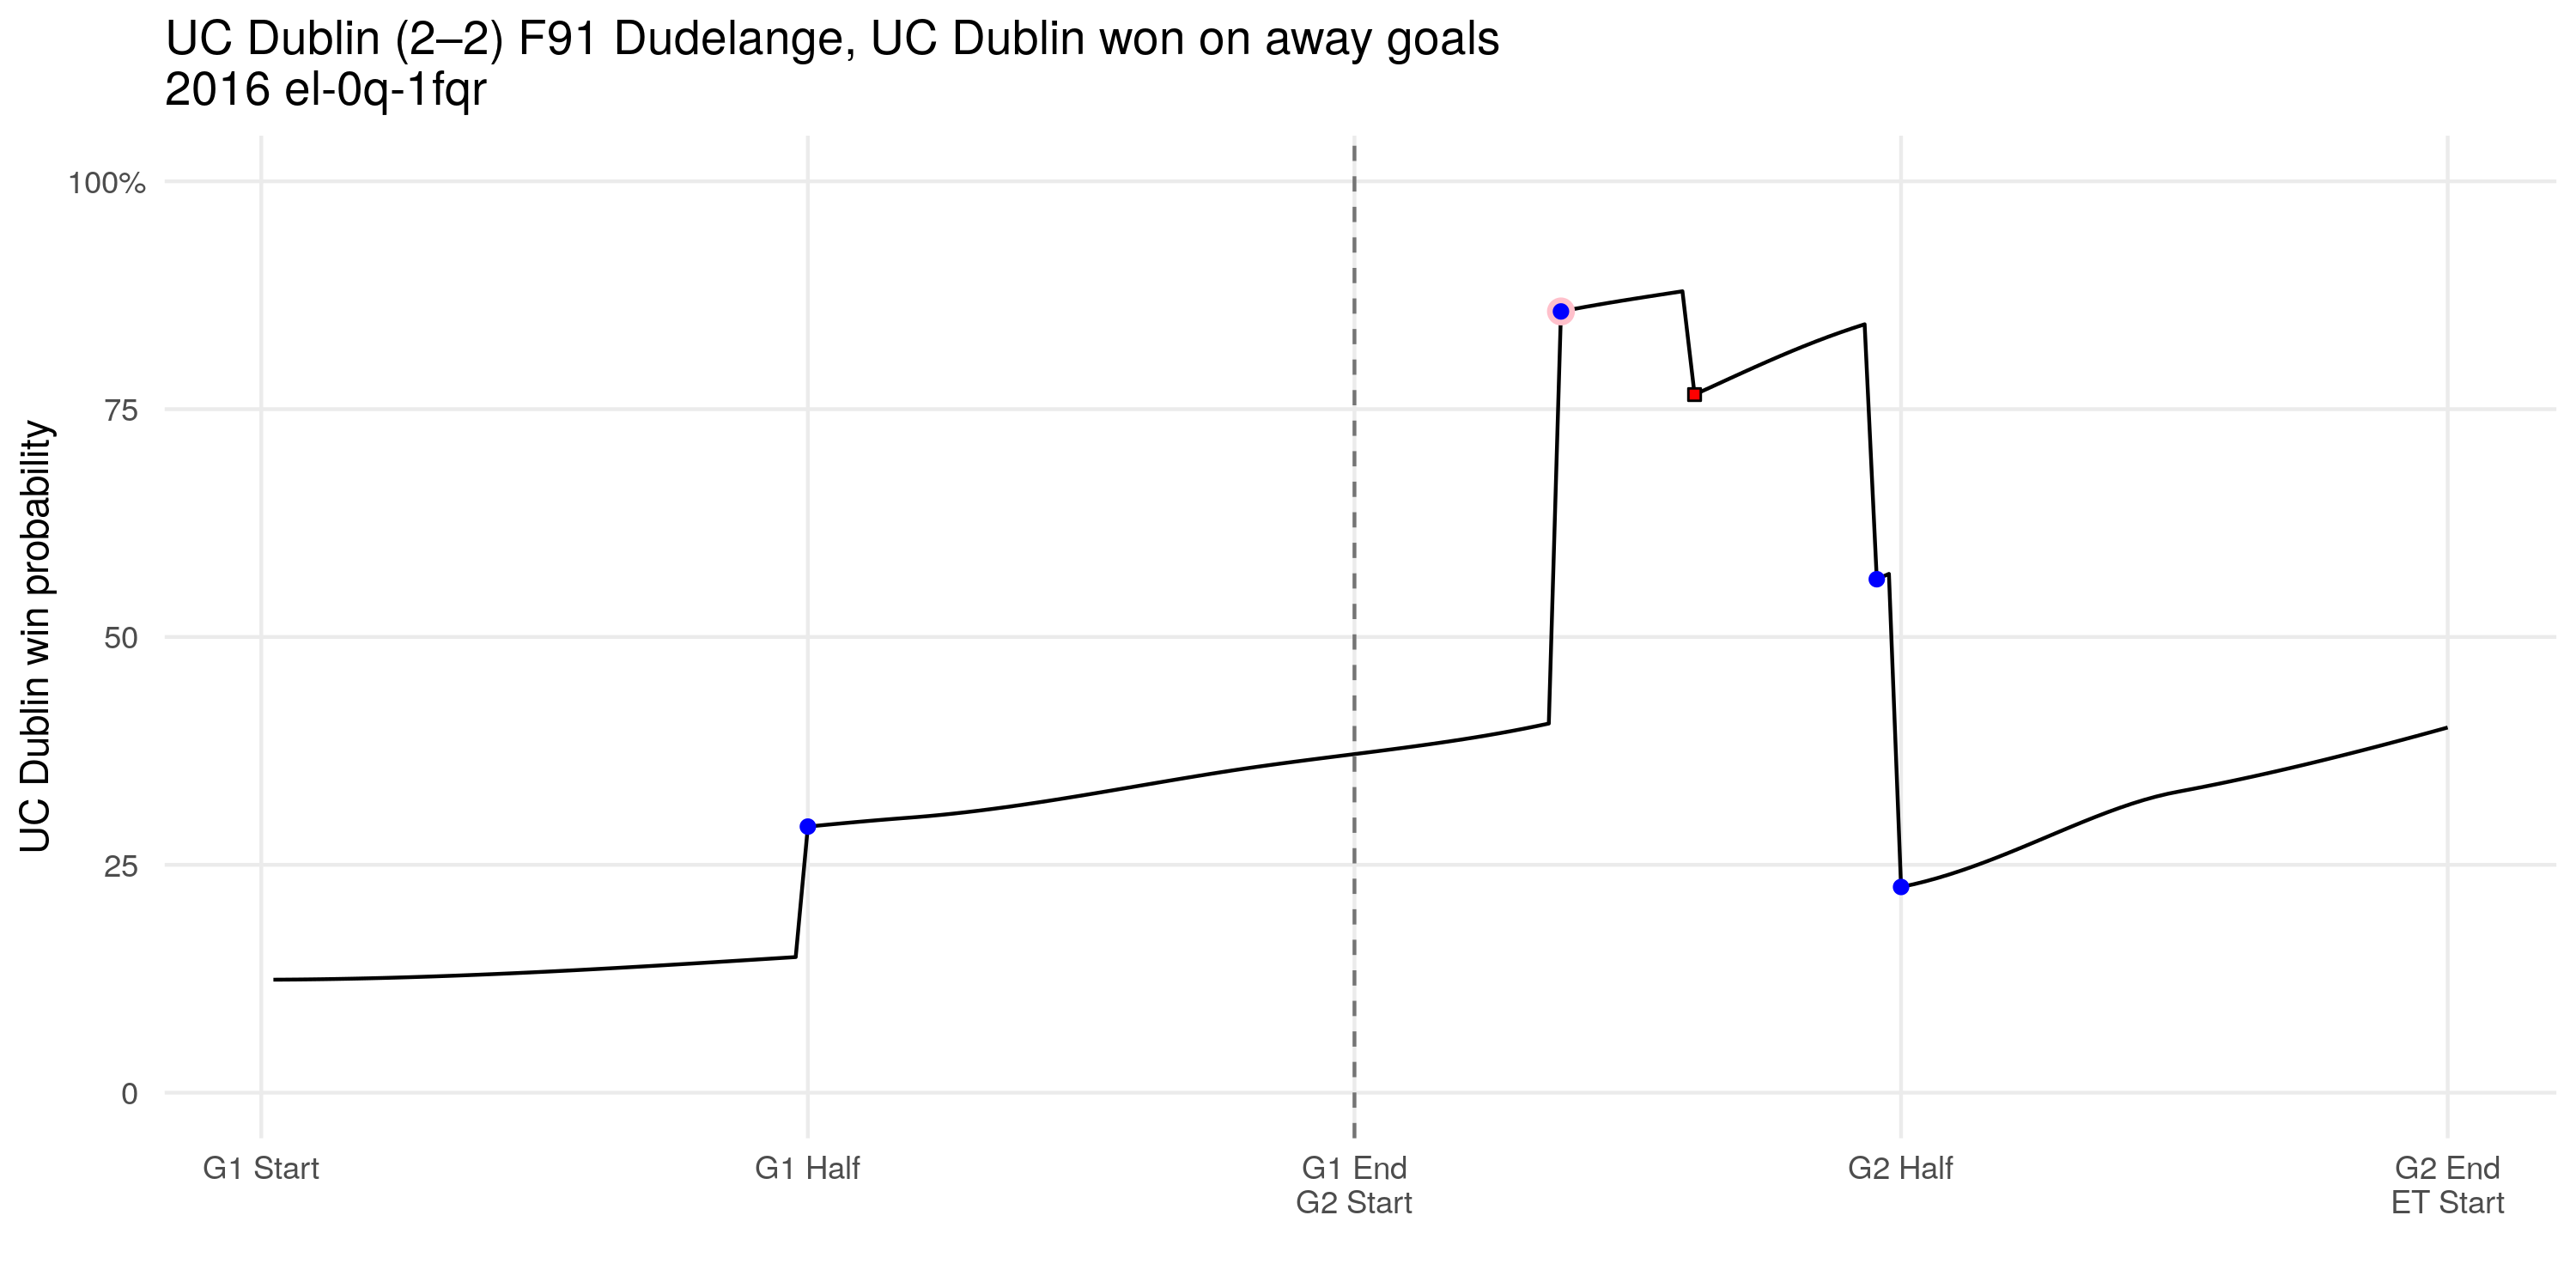 UC Dublin (2–2) F91 Dudelange, UC Dublin won on away goals
2016 el-0q-1fqr
UC Dublin win probability
100%
75
50
25
0
G1 Start
G1 Half
G1 End
G2 Start
G2 Half
G2 End
ET Start